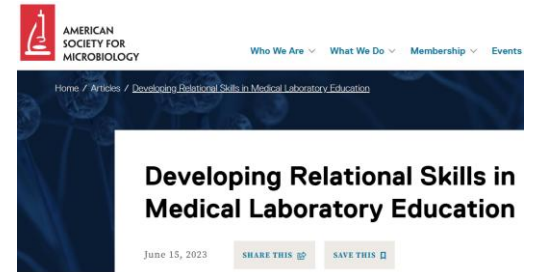 AMERICAN
SOCIETY FOR
MICROBIOLOGY
Who We Are What We Do Membership Events
Home / Articles / Developing Relational Skills in Medical Laboratory Education
Developing Relational Skills in
Medical Laboratory Education
June 15, 2023 SHARE THIS SAVE THIS